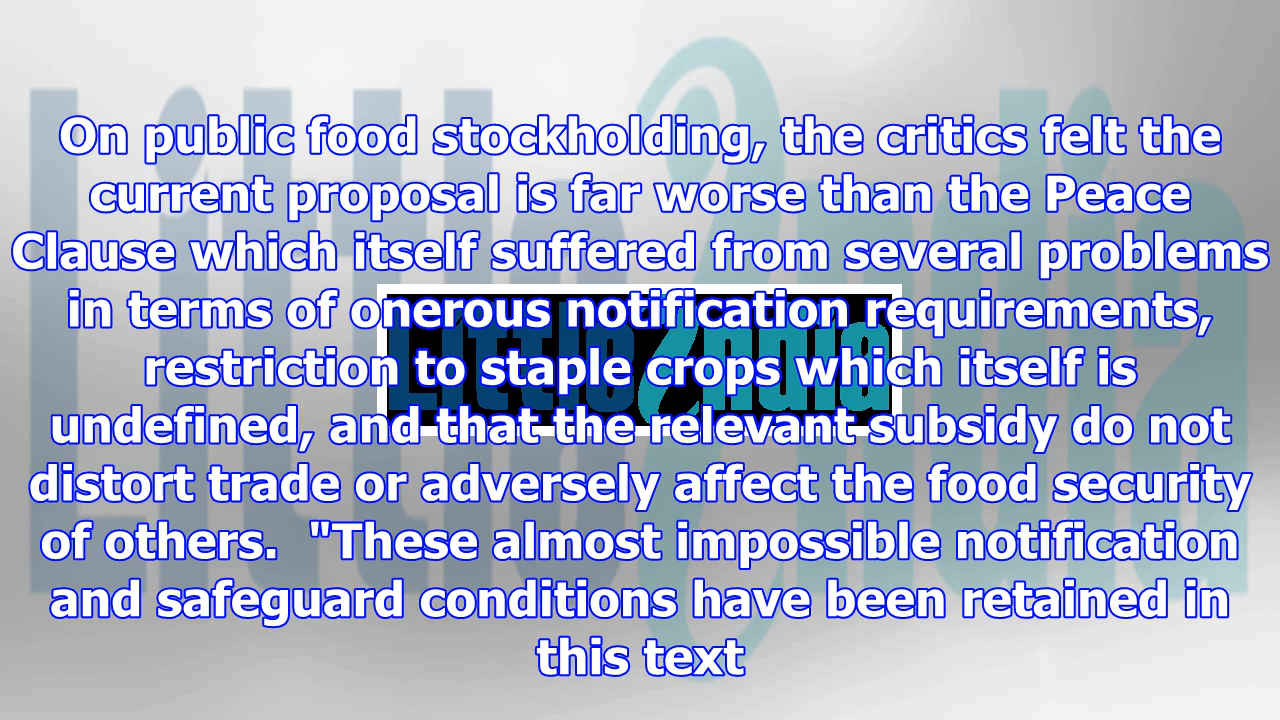 On public food stockholding, the critics felt the
current proposal is far worse than the Peace
Clause which itself suffered from several problems
in terms of onerous notification requirements,
restriction to staple crops which itself is
undefined, and that the relevant subsidy do not
distort trade or adversely affect the food security
of others.  "These almost impossible notification
and safeguard conditions have been retained in
this text
Little India